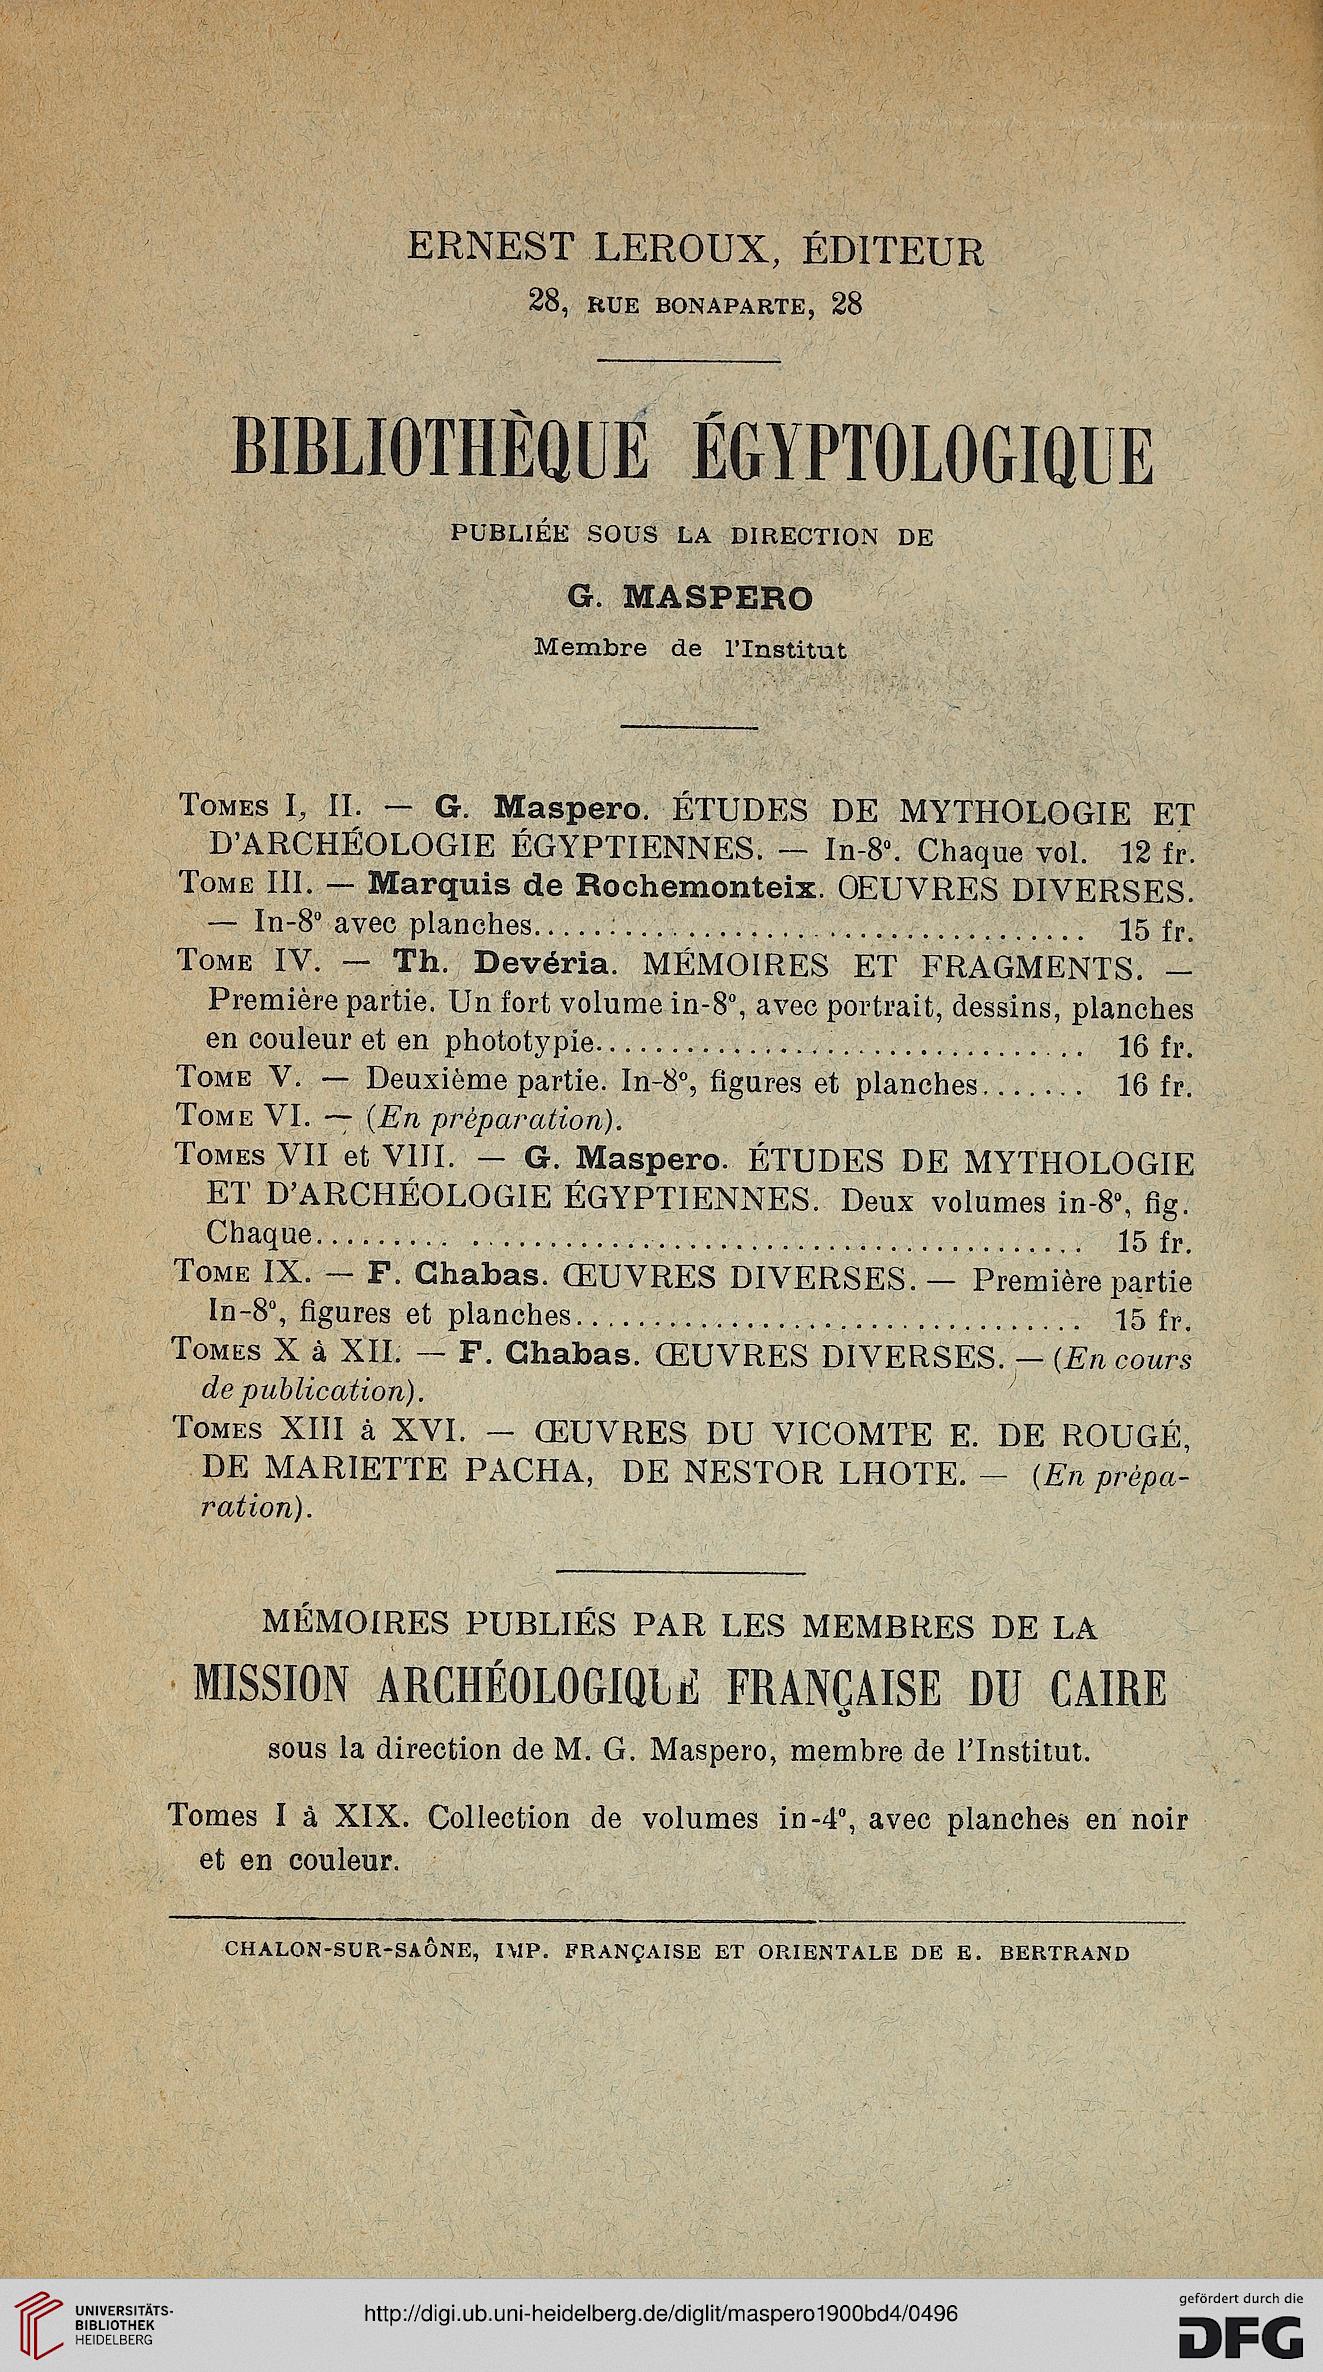 ERNEST LEROUX, ÉDITEUR
28, RUE BONAPARTE, 28
BIBLIOTHÈQUE ÉGYPTOLOGIQUE
PUBLIÉE SOUS LA DIRECTION DE
G. MASPERO
Membre de l'Institut
TOMES I, II. — G. Maspero. ÉTUDES DE MYTHOLOGIE ET
D'ARCHÉOLOGIE ÉGYPTIENNES. — In-8°. Chaque vol. 12 fr.
TOME III. — Marquis de Rochemonteix. OEUVRES DIVERSES.
— In-8° avec planches........................................ 15 fr.
TOME IV. — Th. Devéria. MÉMOIRES ET FRAGMENTS. —
Première partie. Un fort volume in-8°, avec portrait, dessins, planches
en couleur et en phototypie................................ 16 fr.
TOME V. — Deuxième partie. In-8°, figures et planches....... 16 fr.
TOME VI. — (En préparation).
TOMES VII et VIII. — G. Maspero. ÉTUDES DE MYTHOLOGIE
ET D'ARCHÉOLOGIE ÉGYPTIENNES. Deux volumes in-8°, fig.
Chaque................................................. 15 fr.
TOME IX. — F. Chabas. ŒUVRES DIVERSES. — Première partie
In-8°, figures et planches................................. 15 fr.
TOMES X à XII. — F. Chabas. ŒUVRES DIVERSES. — (En cours
de publication).
TOMES XIII à XVI. — ŒUVRES DU VICOMTE E. DE ROUGÉ,
DE MARIETTE PACHA, DE NESTOR LHOTE. — (En prépa-
ration).
MÉMOIRES PUBLIÉS PAR LES MEMBRES DE LA
MISSION ARCHÉOLOGIQUE FRANÇAISE DU CAIRE
sous la direction de M. G. Maspero, membre de l'Institut.
Tomes I à XIX. Collection de volumes in-4°, avec planches en noir
et en couleur.
CHALON-SUR-SAÔNE, IMP. FRANÇAISE ET ORIENTALE DE E. BERTRAND
UNIVERSITÄTS-
BIBLIOTHEK
HEIDELBERG
http://digi.ub.uni-heidelberg.de/diglit/maspero1900bd4/0496
gefördert durch die
DFG